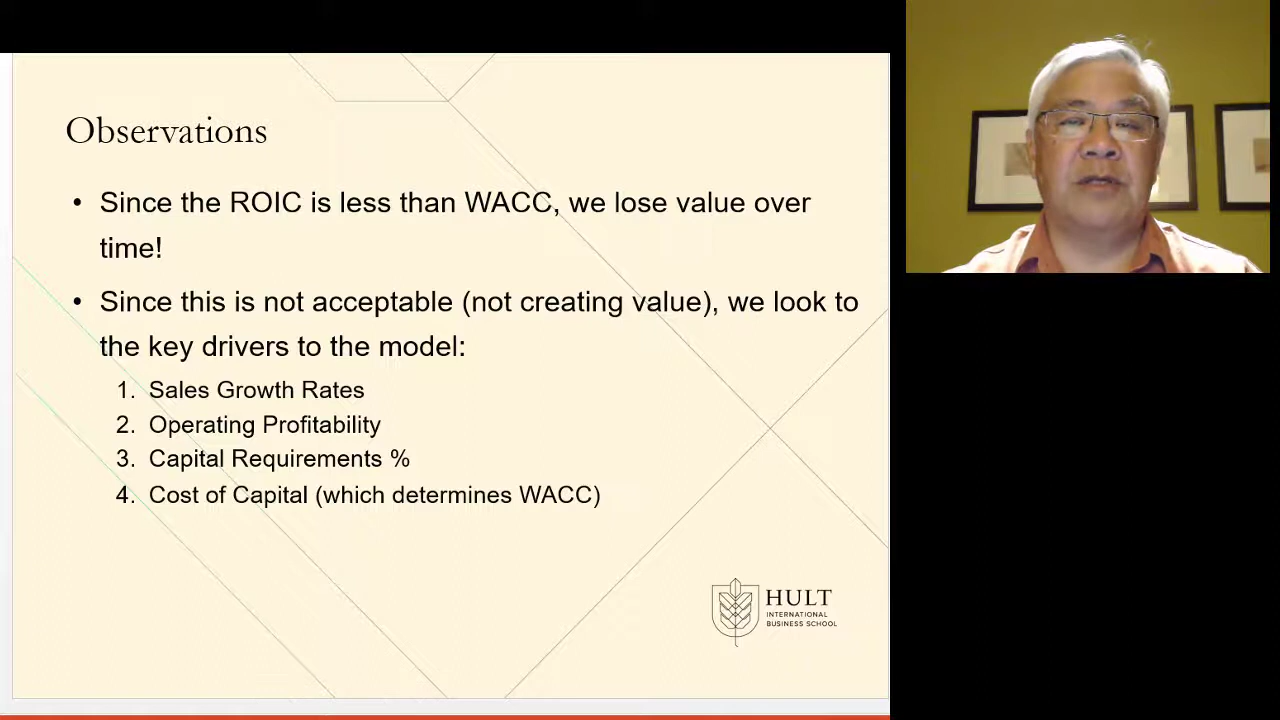 Observations
• Since the ROIC is less than WACC, we lose value over
time!
• Since this is not acceptable (not creating value), we look to
the key drivers to the model:
1. Sales Growth Rates
2. Operating Profitability
3. Capital Requirements %
4. Cost of Capital (which determines WACC)
HULT
INTERNATIONAL
BUSINESS SCHOOL